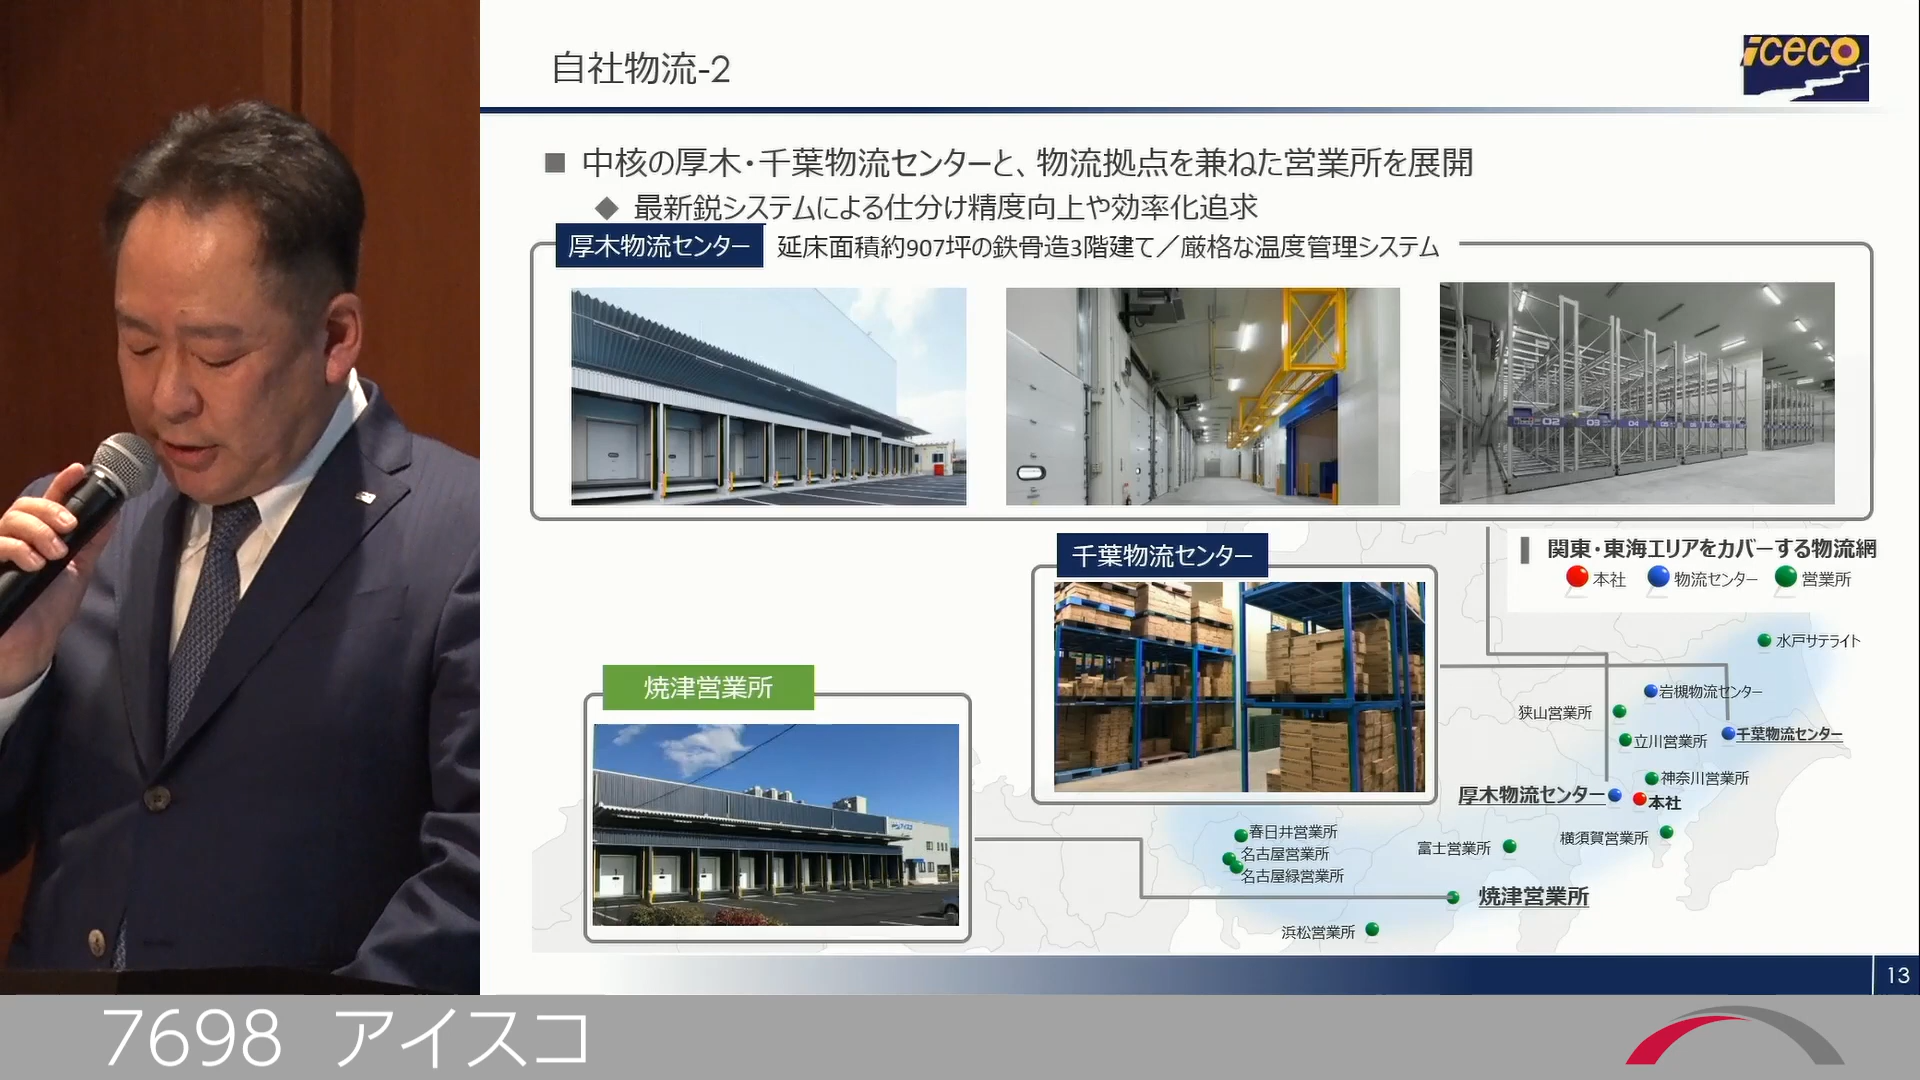 自社物流-2
iceco
■ 中核の厚木・千葉物流センターと、物流拠点を兼ねた営業所を展開
◆ 最新鋭システムによる仕分け精度向上や効率化追求
厚木物流センター 延床面積約907坪の鉄骨造3階建て／厳格な温度管理システム
02 03 04 05
千葉物流センター
関東・東海エリアをカバーする物流網
本社 物流センター 営業所
水戸サテライト
岩槻物流センター
狭山営業所
千葉物流センター
立川営業所
神奈川営業所
厚木物流センター
本社
横須賀営業所
富士営業所
春日井営業所
名古屋営業所
名古屋緑営業所
焼津営業所
浜松営業所
焼津営業所
アイスコ
1 2 3
13
7698 アイスコ